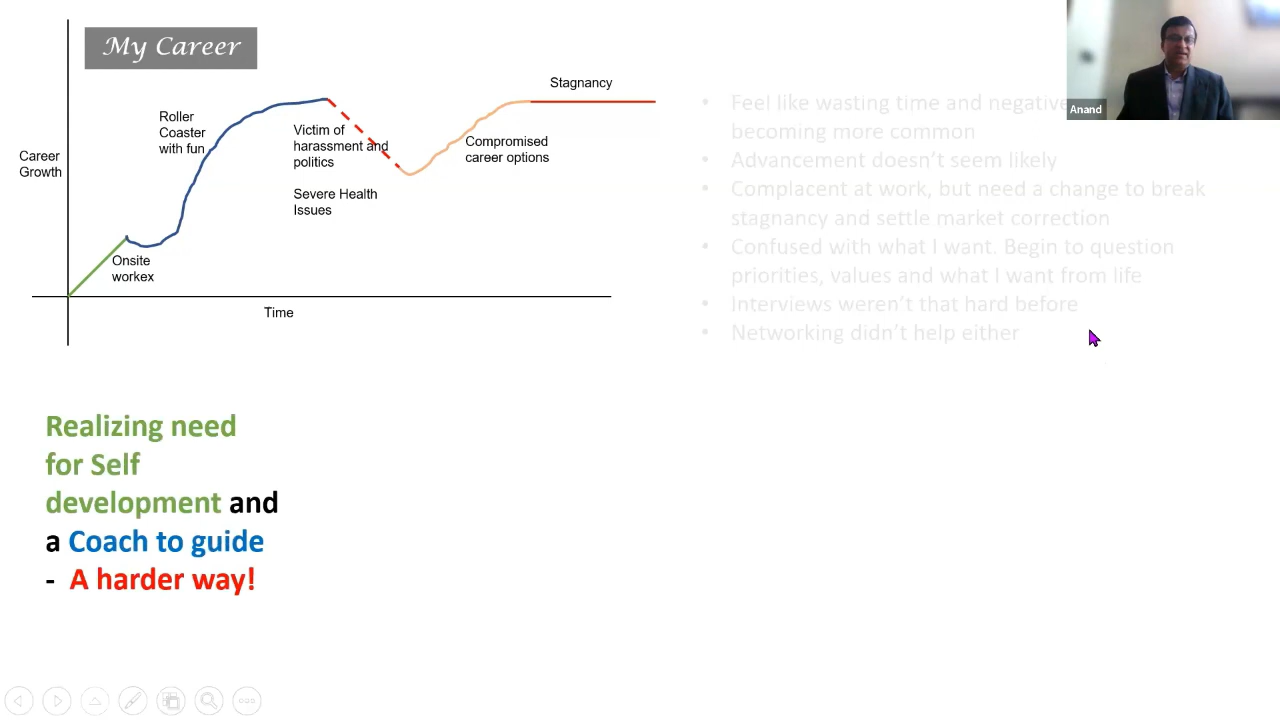 My Career
Stagnancy
Roller
Coaster
with fun
Victim of
harassment and
politics
Compromised
career options
Career
Growth
Severe Health
Issues
Onsite
workex
Time
• Feel like wasting time and negative
becoming more common
• Advancement doesn't seem likely
• Complacent at work, but need a change to break
stagnancy and settle market correction
• Confused with what I want. Begin to question
priorities, values and what I want from life
• Interviews weren't that hard before
• Networking didn't help either
Anand
Realizing need
for Self
development and
a Coach to guide
- A harder way!